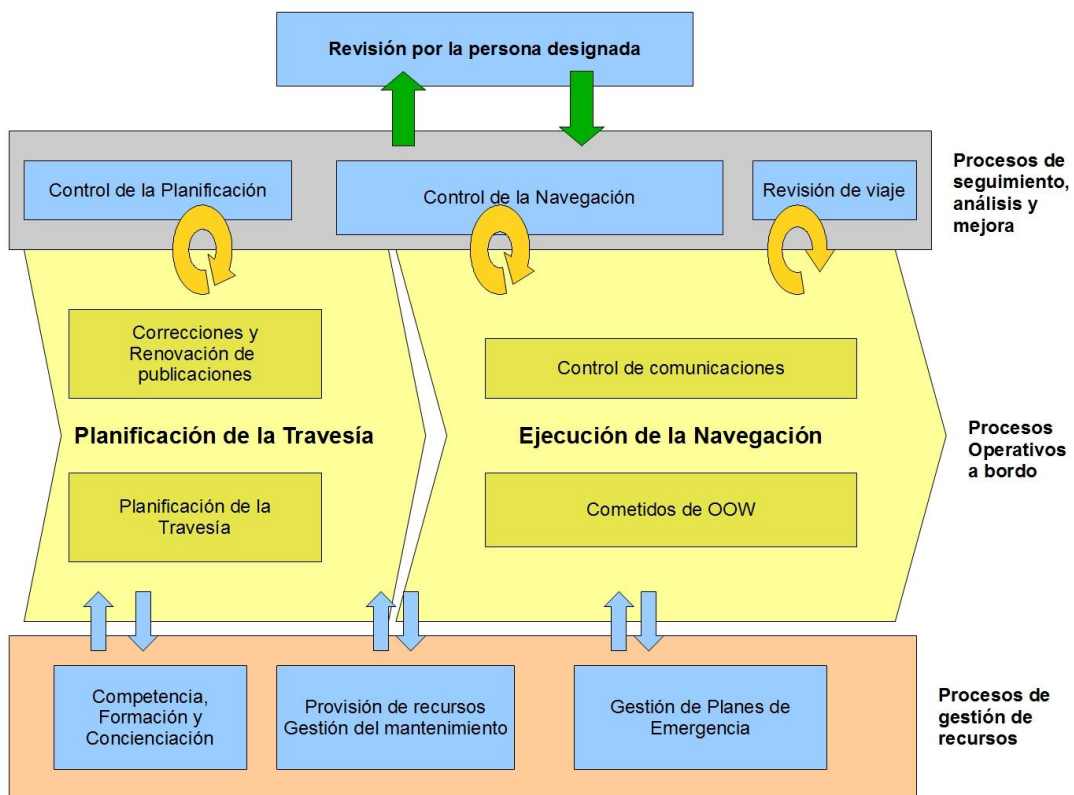 Revisión por la persona designada
Control de la Planificación
Control de la Navegación
Revisión de viaje
Procesos de
seguimiento,
análisis y
mejora
Correcciones y
Renovación de
publicaciones
Control de comunicaciones
Planificación de la Travesía
Ejecución de la Navegación
Procesos
Operativos
a bordo
Planificación de la
Travesía
Cometidos de OOW
Competencia,
Formación y
Concienciación
Provisión de recursos
Gestión del mantenimiento
Gestión de Planes de
Emergencia
Procesos de
gestión de
recursos